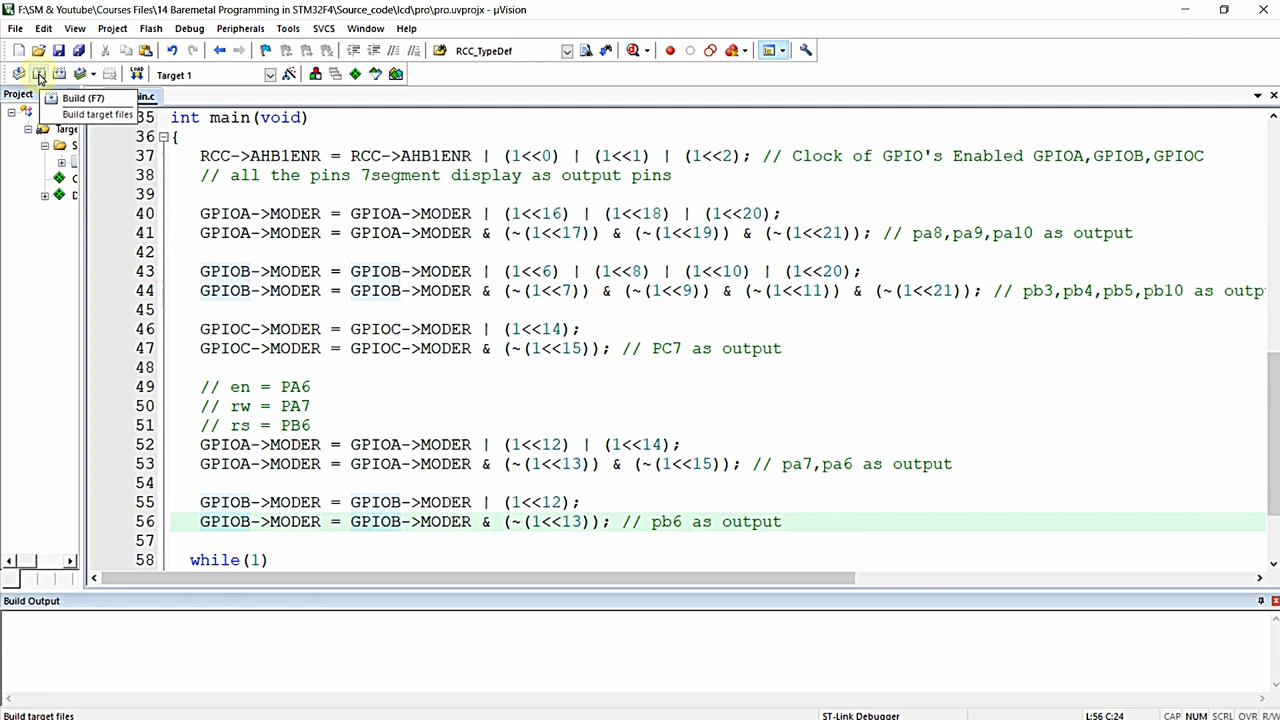 F:\SM & Youtube\Courses Files\14 Baremetal Programming in STM32F4\Source_code\lcd\pro\pro.uvprojx - µVision
File Edit View Project Flash Debug Peripherals Tools SVCS Window Help
RCC_TypeDef
LOAD Target 1
Project
Build (F7)
Build target files
in.c
Targe
S
C
D
35 int main(void)
36 {
37 RCC->AHB1ENR = RCC->AHB1ENR | (1<<0) | (1<<1) | (1<<2); // Clock of GPIO's Enabled GPIOA,GPIOB,GPIOC
38 // all the pins 7segment display as output pins
39
40 GPIOA->MODER = GPIOA->MODER | (1<<16) | (1<<18) | (1<<20);
41 GPIOA->MODER = GPIOA->MODER & (~(1<<17)) & (~(1<<19)) & (~(1<<21)); // pa8,pa9,pa10 as output
42
43 GPIOB->MODER = GPIOB->MODER | (1<<6) | (1<<8) | (1<<10) | (1<<20);
44 GPIOB->MODER = GPIOB->MODER & (~(1<<7)) & (~(1<<9)) & (~(1<<11)) & (~(1<<21)); // pb3,pb4,pb5,pb10 as outp
45
46 GPIOC->MODER = GPIOC->MODER | (1<<14);
47 GPIOC->MODER = GPIOC->MODER & (~(1<<15)); // PC7 as output
48
49 // en = PA6
50 // rw = PA7
51 // rs = PB6
52 GPIOA->MODER = GPIOA->MODER | (1<<12) | (1<<14);
53 GPIOA->MODER = GPIOA->MODER & (~(1<<13)) & (~(1<<15)); // pa7,pa6 as output
54
55 GPIOB->MODER = GPIOB->MODER | (1<<12);
56 GPIOB->MODER = GPIOB->MODER & (~(1<<13)); // pb6 as output
57
58 while(1)
Build Output
Build target files ST-Link Debugger L:56 C:24 CAP NUM SCRL OVR R/W